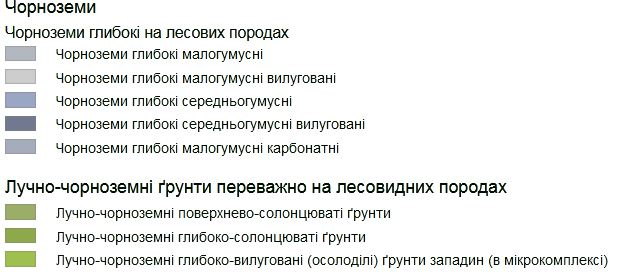 Чорноземи
Чорноземи глибокі на лесових породах
Чорноземи глибокі малогумусні
Чорноземи глибокі малогумусні вилуговані
Чорноземи глибокі середньогумусні
Чорноземи глибокі середньогумусні вилуговані
Чорноземи глибокі малогумусні карбонатні
Лучно-чорноземні ґрунти переважно на лесовидних породах
Лучно-чорноземні поверхнево-солонцюваті ґрунти
Лучно-чорноземні глибоко-солонцюваті ґрунти
Лучно-чорноземні глибоко-вилуговані (осолоділі) ґрунти западин (в мікрокомплексі)